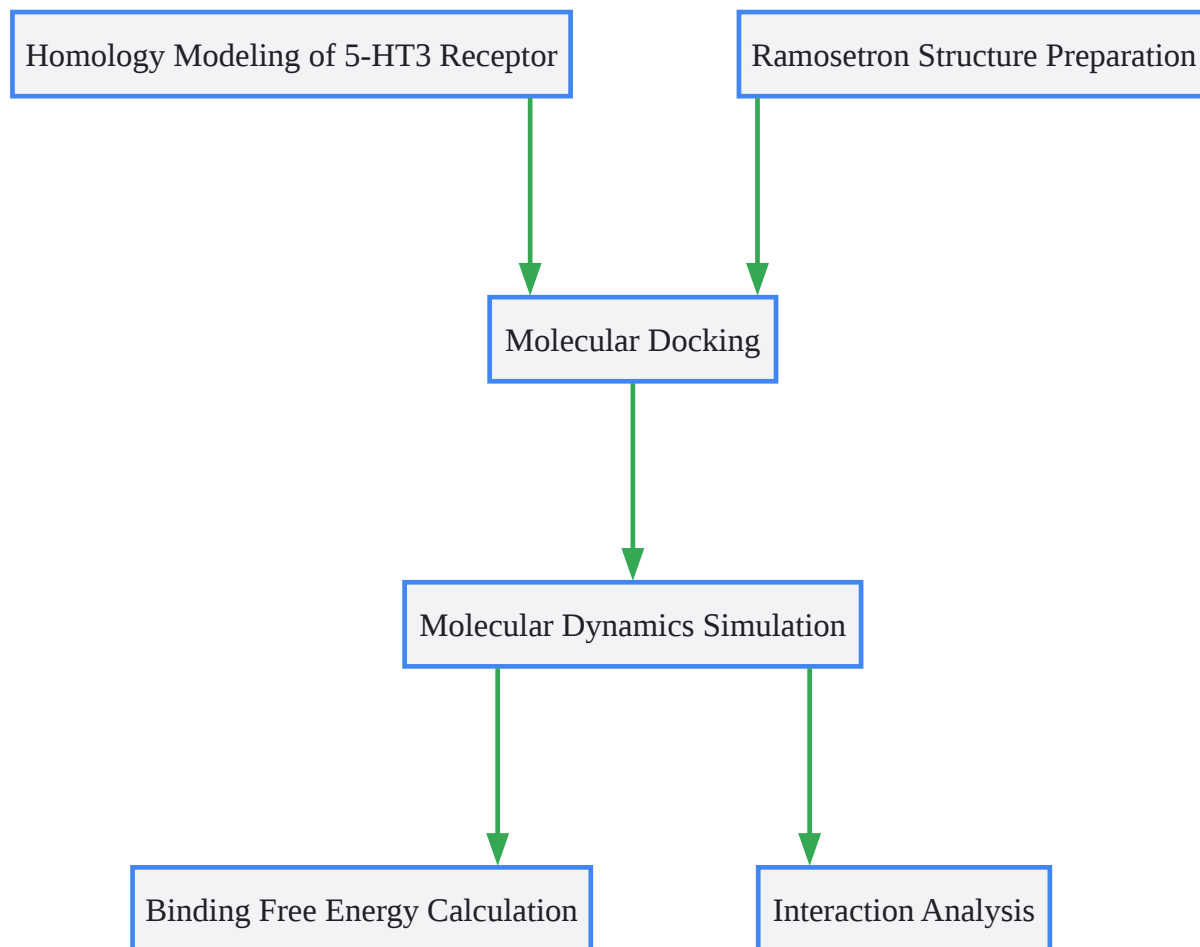 Homology Modeling of 5-HT3 Receptor
Ramosetron Structure Preparation
Molecular Docking
Molecular Dynamics Simulation
Binding Free Energy Calculation
Interaction Analysis